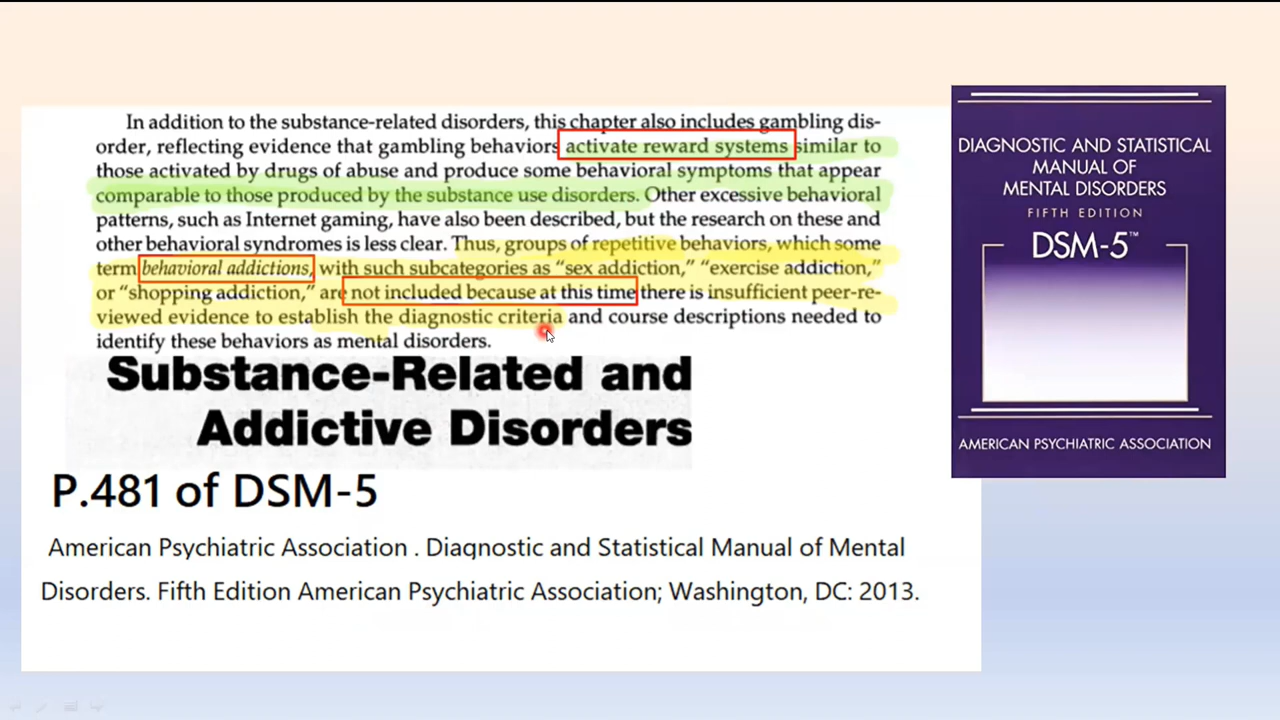 In addition to the substance-related disorders, this chapter also includes gambling dis-
order, reflecting evidence that gambling behaviors activate reward systems similar to
those activated by drugs of abuse and produce some behavioral symptoms that appear
comparable to those produced by the substance use disorders. Other excessive behavioral
patterns, such as Internet gaming, have also been described, but the research on these and
other behavioral syndromes is less clear. Thus, groups of repetitive behaviors, which some
term behavioral addictions, with such subcategories as “sex addiction,” “exercise addiction,”
or “shopping addiction,” are not included because at this time there is insufficient peer-re-
viewed evidence to establish the diagnostic criteria and course descriptions needed to
identify these behaviors as mental disorders.
Substance-Related and
Addictive Disorders
P.481 of DSM-5
American Psychiatric Association . Diagnostic and Statistical Manual of Mental
Disorders. Fifth Edition American Psychiatric Association; Washington, DC: 2013.
DIAGNOSTIC AND STATISTICAL
MANUAL OF
MENTAL DISORDERS
FIFTH EDITION
DSM-5™
AMERICAN PSYCHIATRIC ASSOCIATION